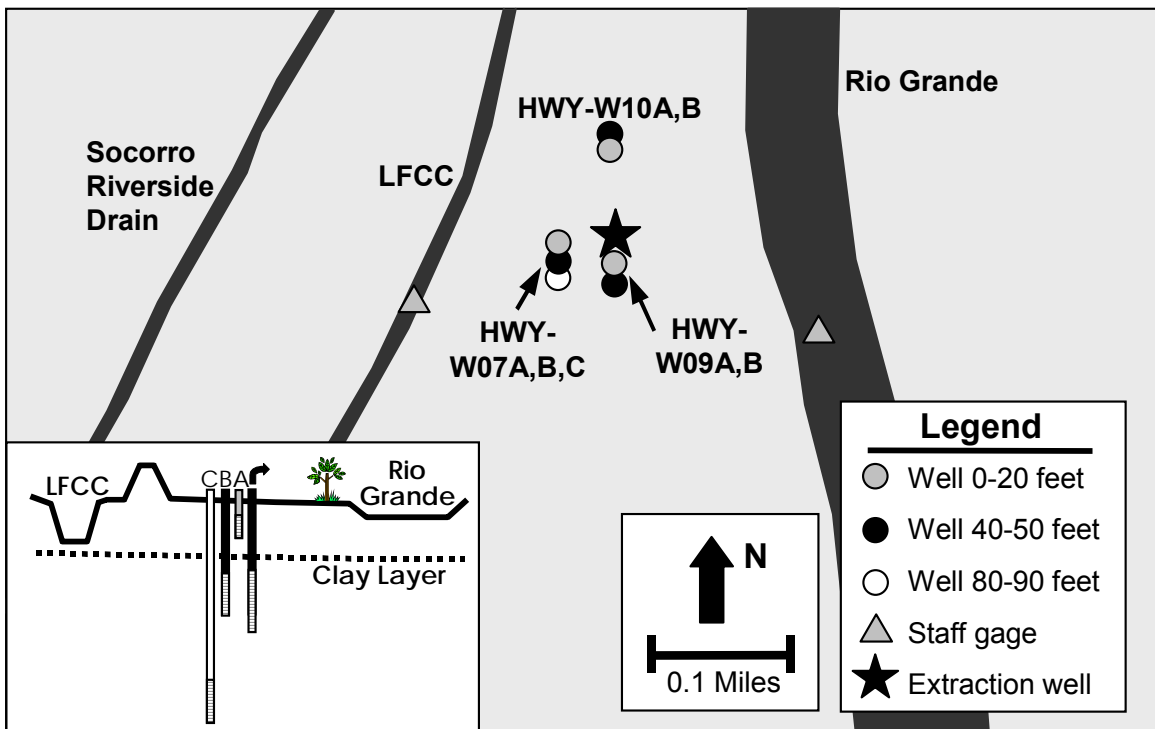 Rio Grande
HWY-W10A,B
Socorro
Riverside
Drain
LFCC
HWY-
W07A,B,C
HWY-
W09A,B
LFCC
CBA
Rio
Grande
Clay Layer
N
0.1 Miles
Legend
Well 0-20 feet
Well 40-50 feet
Well 80-90 feet
Staff gage
Extraction well